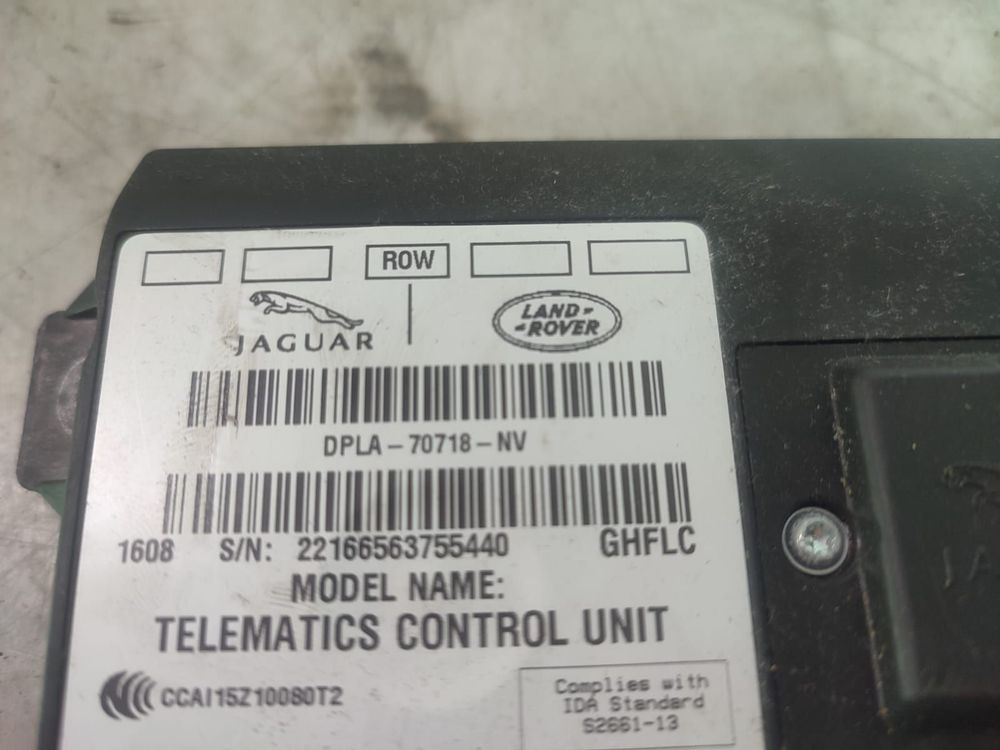 ROW
JAGUAR
LAND-
-ROVER
DPLA-70718-NV
1608 S/N: 22166563755440 GHFLC
MODEL NAME:
TELEMATICS CONTROL UNIT
CCAI15Z10080T2
Complies with
IDA Standard
S2661-13
JA